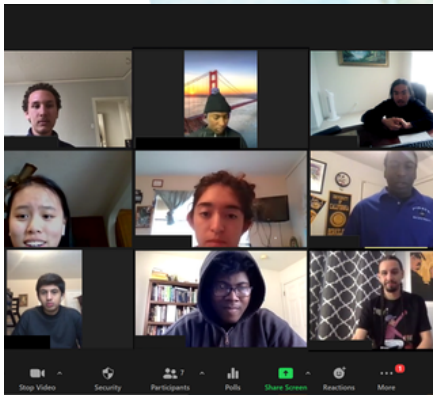 7
1
Stop Video
Security
Participants
Polls
Share Screen
Reactions
More